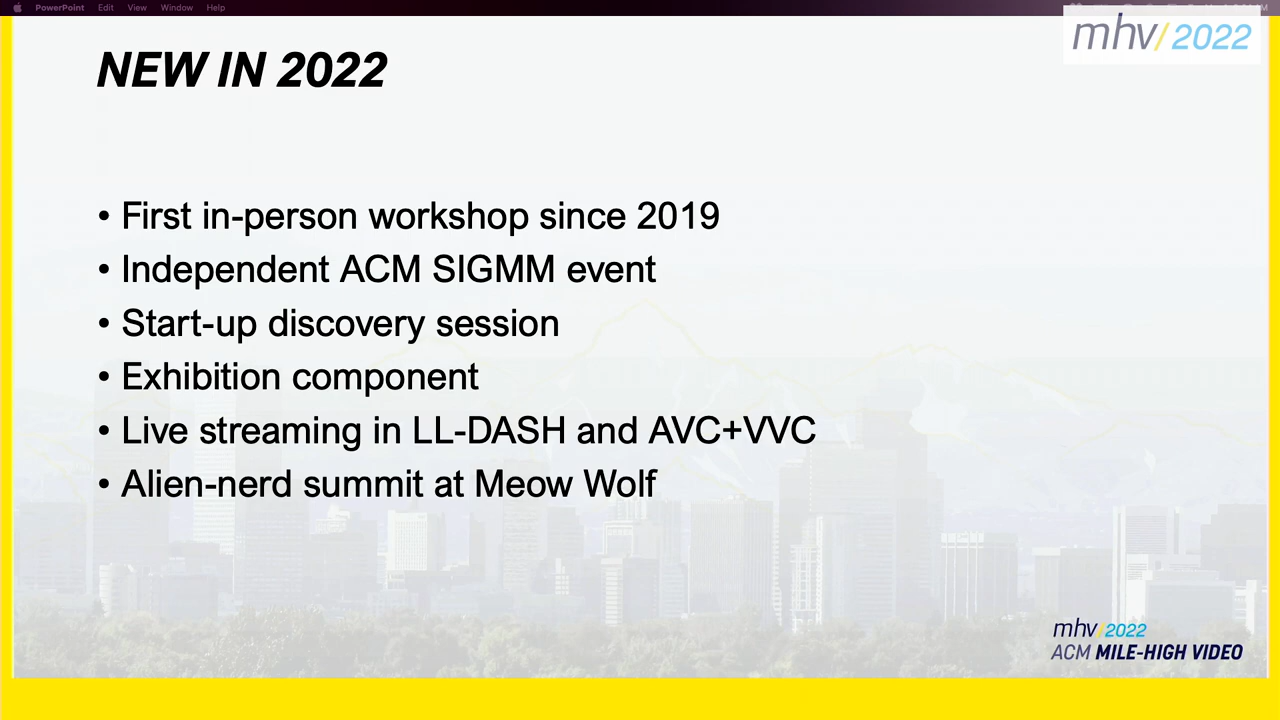 PowerPoint Edit View Window Help
mhv/2022
NEW IN 2022
• First in-person workshop since 2019
• Independent ACM SIGMM event
• Start-up discovery session
• Exhibition component
• Live streaming in LL-DASH and AVC+VVC
• Alien-nerd summit at Meow Wolf
mhv/2022
ACM MILE-HIGH VIDEO